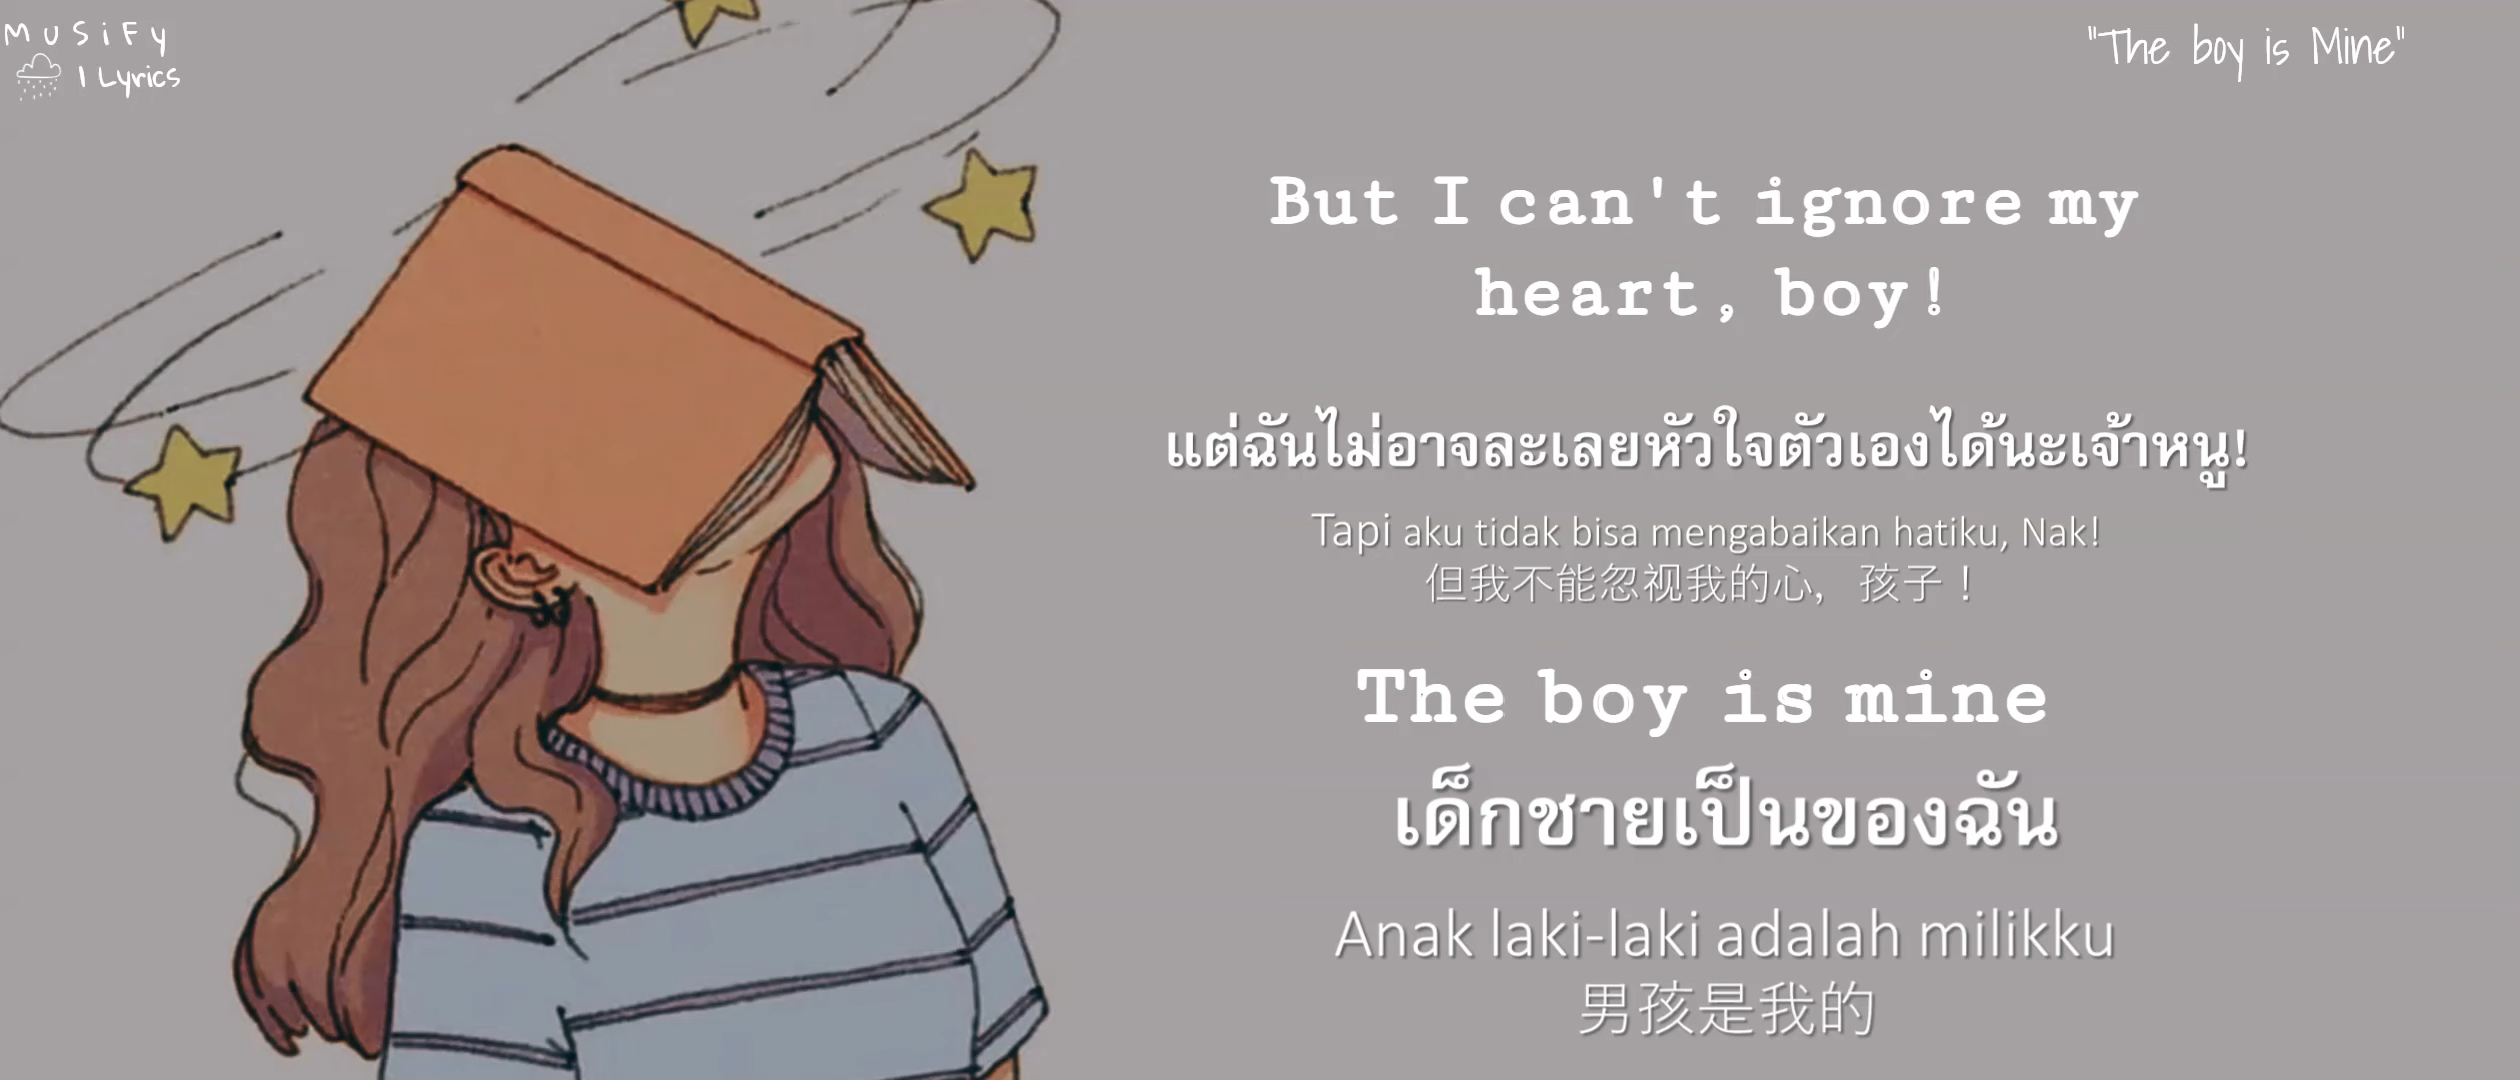 MusiFy
1 Lyrics
"The boy is Mine"
But I can't ignore my
heart, boy!
แต่ฉันไม่อาจละเลยหัวใจตัวเองได้นะเจ้าหนู!
Tapi aku tidak bisa mengabaikan hatiku, Nak!
但我不能忽视我的心，孩子！
The boy is mine
เด็กชายเป็นของฉัน
Anak laki-laki adalah milikku
男孩是我的